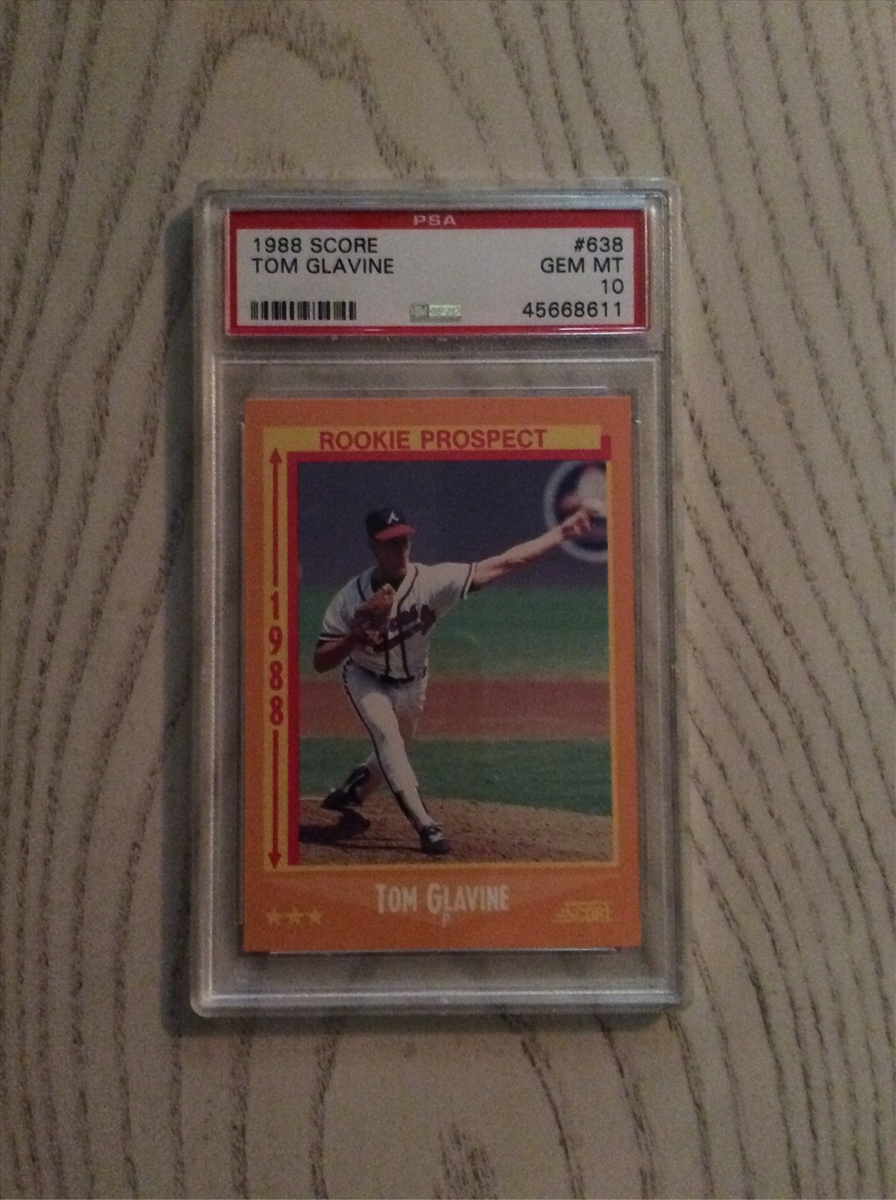 PSA
1988 SCORE #638
TOM GLAVINE GEM MT
10
45668611
ROOKIE PROSPECT
1988
A
TOM GLAVINE
P
SCORE